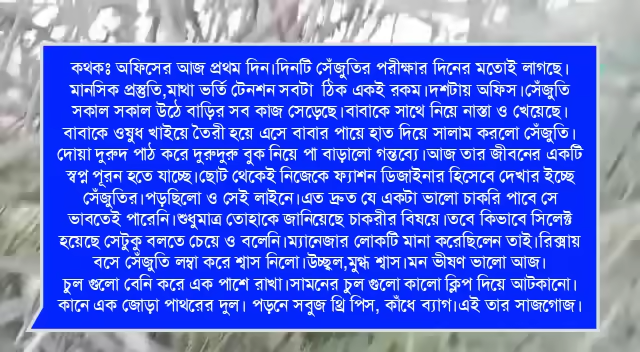 কথকঃ অফিসের আজ প্রথম দিন।দিনটি সেঁজুতির পরীক্ষার দিনের মতোই লাগছে।
মানসিক প্রস্তুতি,মাথা ভর্তি টেনশন সবটা  ঠিক একই রকম।দশটায় অফিস।সেঁজুতি
সকাল সকাল উঠে বাড়ির সব কাজ সেড়েছে।বাবাকে সাথে নিয়ে নাস্তা ও খেয়েছে।
বাবাকে ওষুধ খাইয়ে তৈরী হয়ে এসে বাবার পায়ে হাত দিয়ে সালাম করলো সেঁজুতি।
দোয়া দুরুদ পাঠ করে দুরুদুরু বুক নিয়ে পা বাড়ালো গন্তব্যে।আজ তার জীবনের একটি
স্বপ্ন পূরন হতে যাচ্ছে।ছোট থেকেই নিজেকে ফ্যাশন ডিজাইনার হিসেবে দেখার ইচ্ছে
সেঁজুতির।পড়ছিলো ও সেই লাইনে।এত দ্রুত যে একটা ভালো চাকরি পাবে সে
ভাবতেই পারেনি।শুধুমাত্র তোহাকে জানিয়েছে চাকরীর বিষয়ে।তবে কিভাবে সিলেক্ট
হয়েছে সেটুকু বলতে চেয়ে ও বলেনি।ম্যানেজার লোকটি মানা করেছিলেন তাই।রিক্সায়
বসে সেঁজুতি লম্বা করে শ্বাস নিলো।উচ্ছ্বল,মুগ্ধ শ্বাস।মন ভীষণ ভালো আজ।
চুল গুলো বেনি করে এক পাশে রাখা।সামনের চুল গুলো কালো ক্লিপ দিয়ে আটকানো।
কানে এক জোড়া পাথরের দুল। পড়নে সবুজ থ্রি পিস, কাঁধে ব্যাগ।এই তার সাজগোজ।